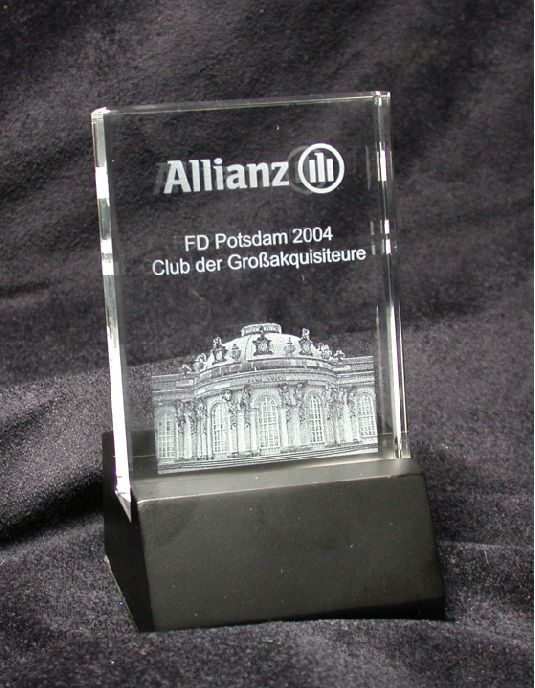 Allianz
FD Potsdam 2004
Club der Großakquisiteure